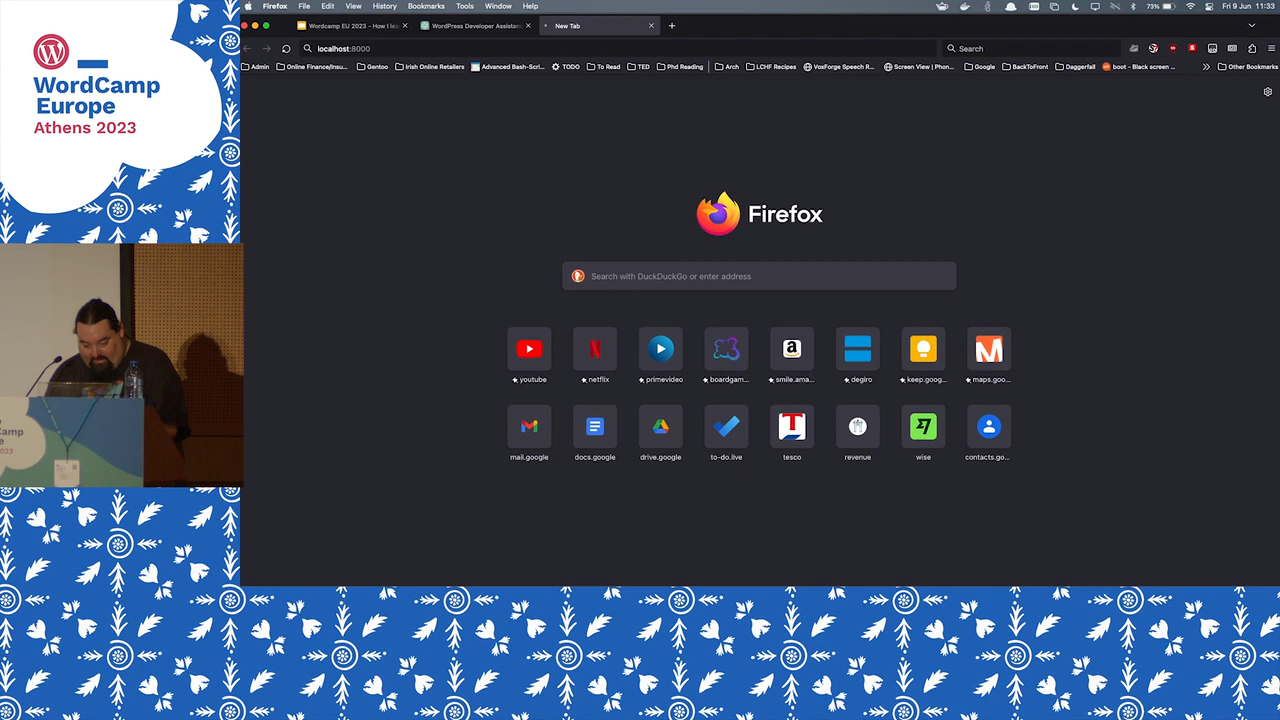 WordCamp
Europe
Athens 2023
Firefox File Edit View History Bookmarks Tools Window Help
73% Fri 9 Jun 11:33
Wordcamp EU 2023 - How I le
WordPress Developer Assistan
New Tab
localhost:8000
Search
Admin
Online Finance/Insu...
Gentoo
Irish Online Retailers
Advanced Bash-Scri...
TODO
To Read
TED
Phd Reading
Arch
LCHF Recipes
VoxForge Speech R...
Screen View | Phon...
Google
BackToFront
Daggerfall
boot - Black screen ...
Other Bookmarks
Firefox
Search with DuckDuckGo or enter address
youtube
netflix
primevideo
boardgam...
smile.ama...
degiro
keep.goog...
maps.goo...
mail.google
docs.google
drive.google
to-do.live
tesco
revenue
wise
contacts.go...